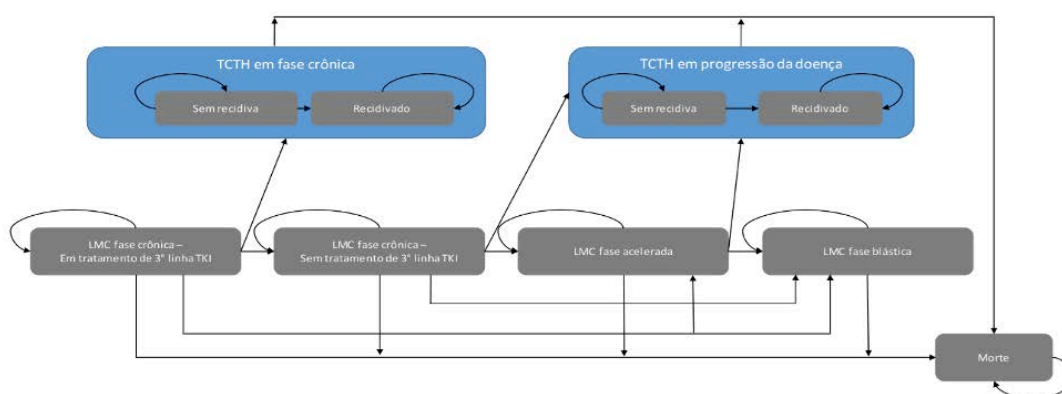 TCTH em fase crônica
Sem recidiva
Recidivado
TCTH em progressão da doença
Sem recidiva
Recidivado
LMC fase crônica –
Em tratamento de 3° linha TKI
LMC fase crônica –
Sem tratamento de 3° linha TKI
LMC fase acelerada
LMC fase blástica
Morte